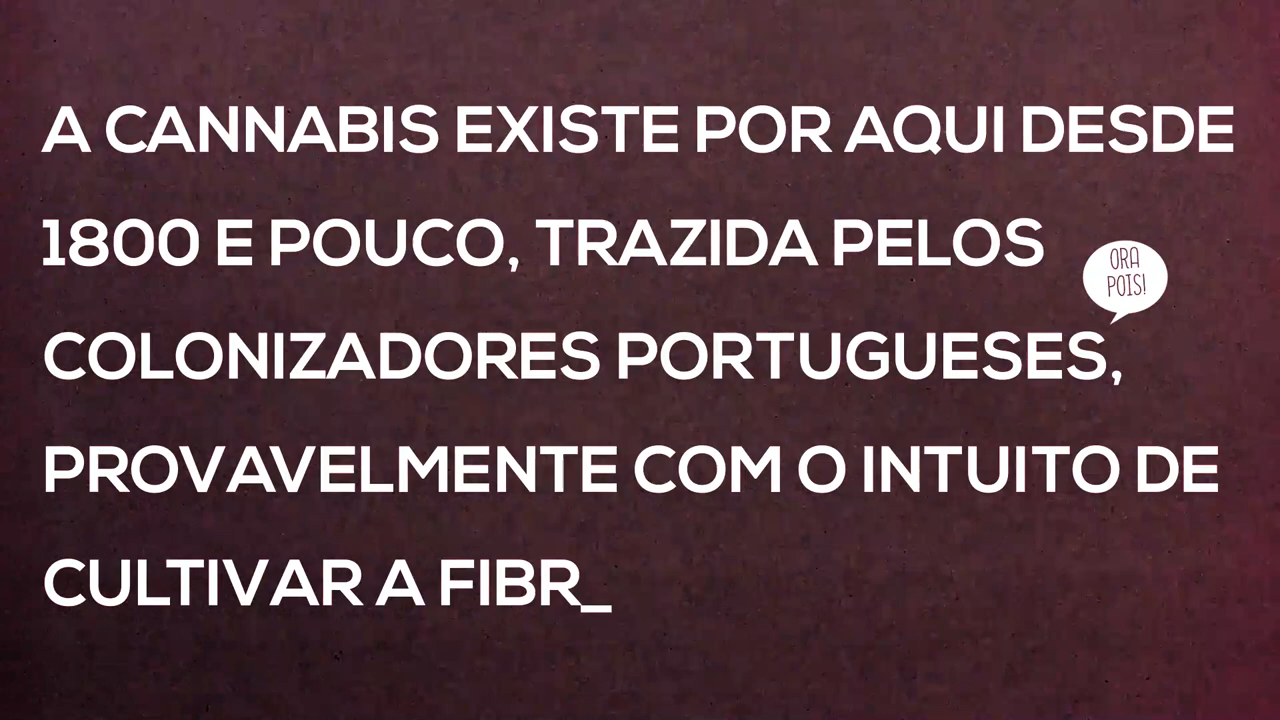 A CANNABIS EXISTE POR AQUI DESDE
1800 E POUCO, TRAZIDA PELOS
ORA
POIS!
COLONIZADORES PORTUGUESES,
PROVAVELMENTE COM O INTUITO DE
CULTIVAR A FIBR_